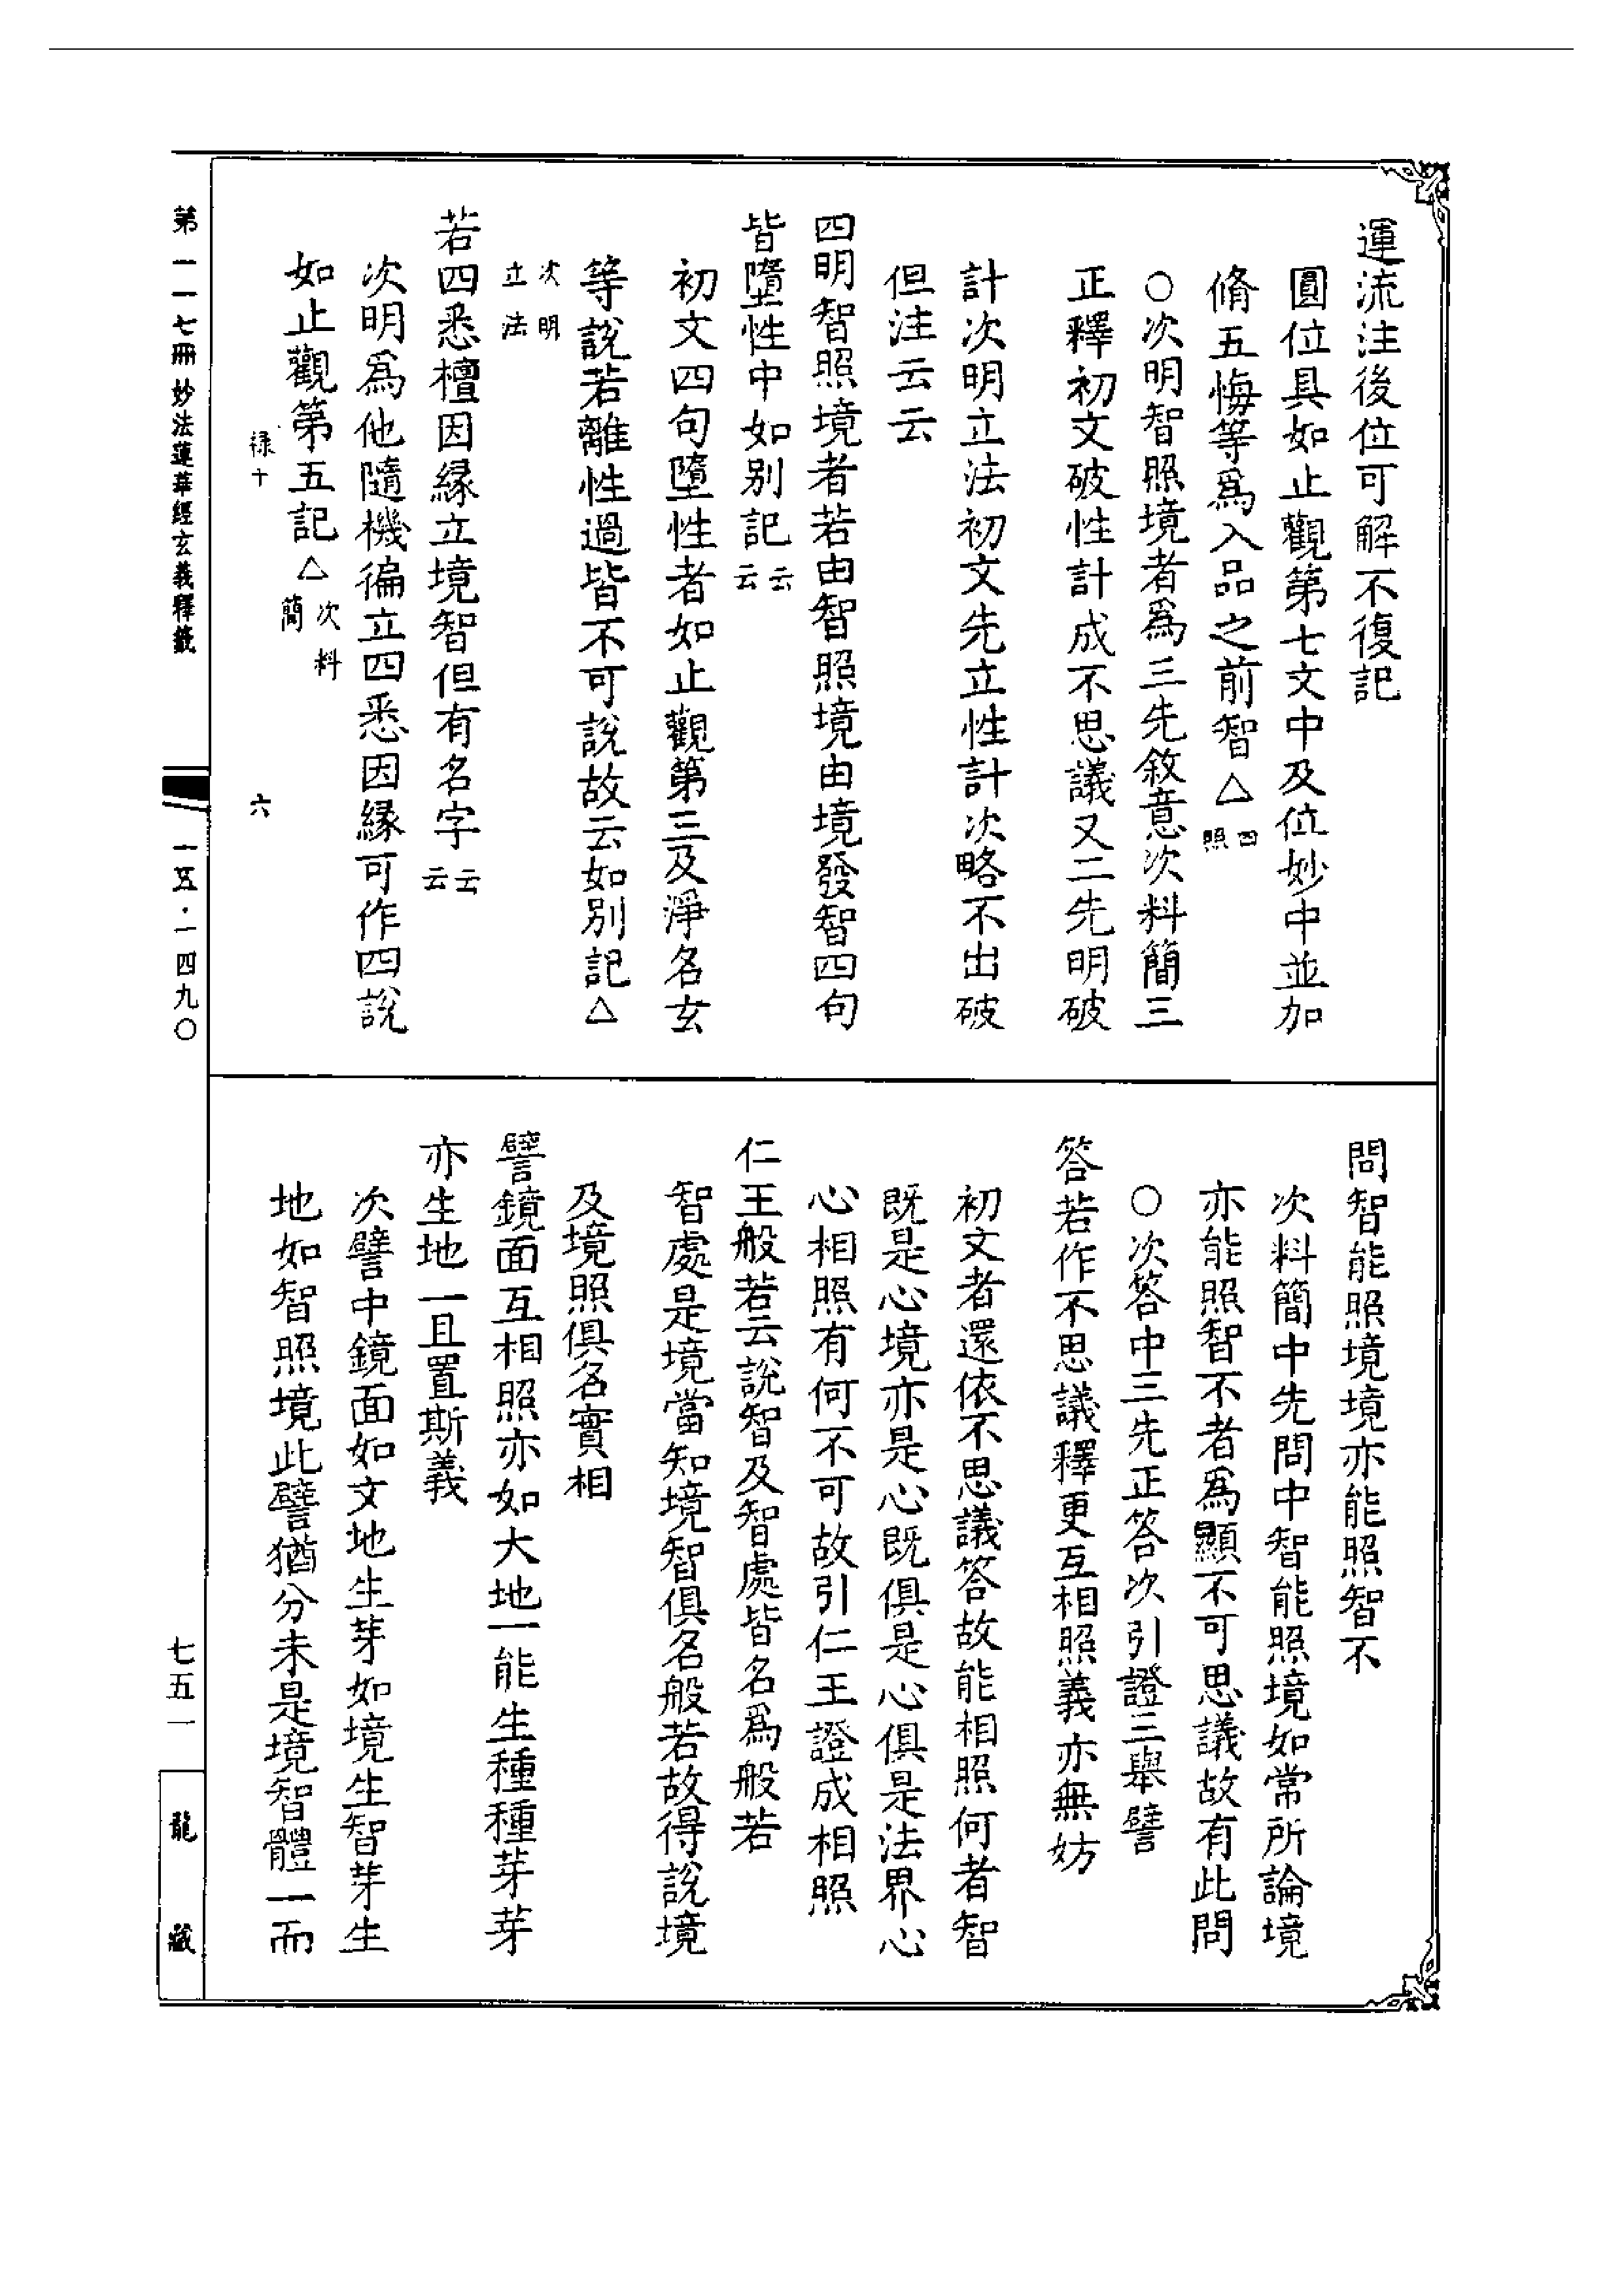 運流注後位可解不復記
圓位具如止觀第七文中及位妙中並加
脩五悔等爲入品之前智△四照
○次明智照境者爲三先敘意次料簡三
正釋初文破性計成不思議又二先明破
計次明立法初文先立性計次略不出破
但注云云
四明智照境者若由智照境由境發智四句
皆墮性中如別記云云
初文四句墮性者如止觀第三及淨名玄
等說若離性過皆不可說故云如別記△
次明立法
若四悉檀因緣立境智但有名字云云
次明爲他隨機徧立四悉因緣可作四說
如止觀第五記△次料簡
祿十
六
問智能照境境亦能照智不
次料簡中先問中智能照境如常所論境
亦能照智不者爲顯不可思議故有此問
○次答中三先正答次引證三舉譬
答若作不思議釋更互相照義亦無妨
初文者還依不思議答故能相照何者智
既是心境亦是心既俱是心俱是法界心
心相照有何不可故引仁王證成相照
仁王般若云說智及智處皆名爲般若
智處是境當知境智俱名般若故得說境
及境照俱名實相
譬鏡面互相照亦如大地一能生種種芽芽
亦生地一且置斯義
次譬中鏡面如文地生芽如境生智芽生
地如智照境此譬猶分未是境智體一而
第一一七冊 妙法蓮華經玄義釋籤
一五·一四九〇
七五一
龍藏